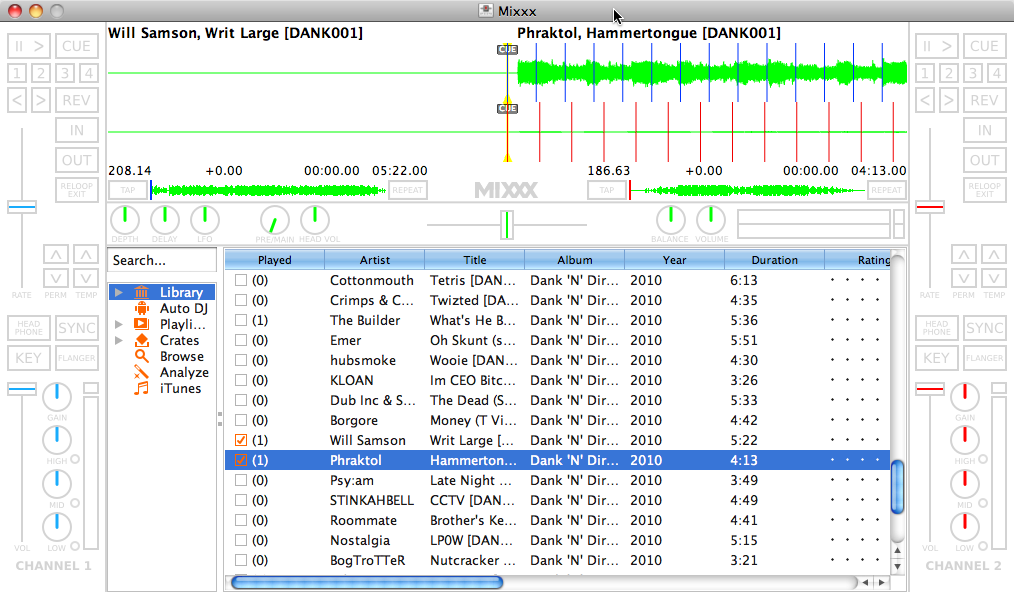 Mixxx
II > CUE
1 2 3 4
< > REV
IN
OUT
RELOOP EXIT
RATE PERM TEMP
HEAD PHONE SYNC
KEY FLANGER
GAIN
HIGH
MID
VOL LOW
CHANNEL 1
Will Samson, Writ Large [DANK001] Phraktol, Hammertongue [DANK001]
CUE
CUE
208.14 +0.00 00:00.00 05:22.00 186.63 +0.00 00:00.00 04:13.00
TAP REPEAT MIXXX TAP REPEAT
DEPTH DELAY LFO PRE/MAIN HEAD VOL BALANCE VOLUME
Search...
Library
Auto DJ
Playli...
Crates
Browse
Analyze
iTunes
Played Artist Title Album Year Duration Rating
(0) Cottonmouth Tetris [DAN... Dank 'N' Dir... 2010 6:13
(0) Crimps & C... Twizted [DA... Dank 'N' Dir... 2010 4:35
(1) The Builder What's He B... Dank 'N' Dir... 2010 5:36
(0) Emer Oh Skunt (s... Dank 'N' Dir... 2010 5:51
(0) hubsmoke Wooie [DAN... Dank 'N' Dir... 2010 4:30
(0) KLOAN Im CEO Bitc... Dank 'N' Dir... 2010 3:26
(0) Dub Inc & S... The Dead (S... Dank 'N' Dir... 2010 5:33
(0) Borgore Money (T Vi... Dank 'N' Dir... 2010 4:42
(1) Will Samson Writ Large [... Dank 'N' Dir... 2010 5:22
(1) Phraktol Hammerton... Dank 'N' Dir... 2010 4:13
(0) Psy:am Late Night ... Dank 'N' Dir... 2010 3:49
(0) STINKAHBELL CCTV [DAN... Dank 'N' Dir... 2010 4:49
(0) Roommate Brother's Ke... Dank 'N' Dir... 2010 4:41
(0) Nostalgia LP0W [DAN... Dank 'N' Dir... 2010 5:15
(0) BogTroTTeR Nutcracker ... Dank 'N' Dir... 2010 3:21
II > CUE
1 2 3 4
< > REV
IN
OUT
RELOOP EXIT
RATE PERM TEMP
HEAD PHONE SYNC
KEY FLANGER
GAIN
HIGH
MID
VOL LOW
CHANNEL 2